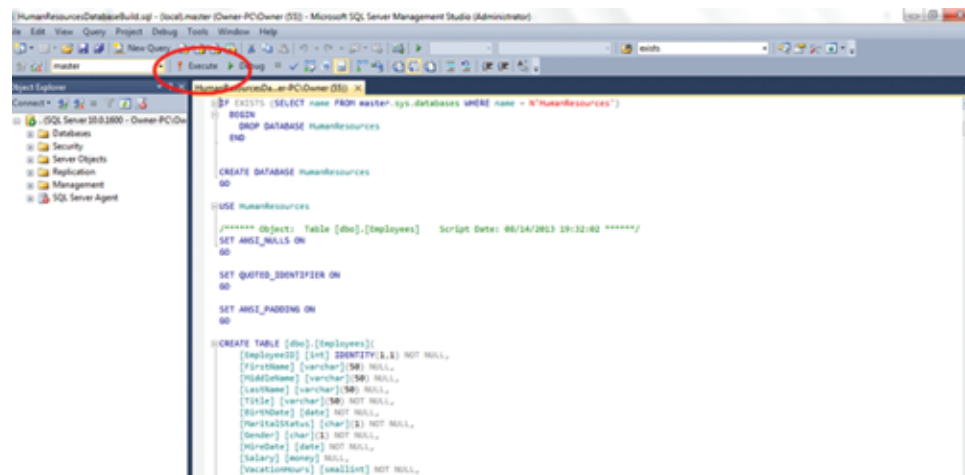 HumanResourcesDatabaseBuild.sql - (local).master (Owner-PC\Owner (55)) - Microsoft SQL Server Management Studio (Administrator)
File Edit View Query Project Debug Tools Window Help
New Query exists
master Execute Debug
Object Explorer HumanResourcesDa...er-PC\Owner (55))
Connect
. (SQL Server 10.0.1600 - Owner-PC\Ow
Databases
Security
Server Objects
Replication
Management
SQL Server Agent
IF EXISTS (SELECT name FROM master.sys.databases WHERE name = N'HumanResources')
BEGIN
DROP DATABASE HumanResources
END
CREATE DATABASE HumanResources
GO
USE HumanResources
/****** Object: Table [dbo].[Employees] Script Date: 08/14/2013 19:32:02 ******/
SET ANSI_NULLS ON
GO
SET QUOTED_IDENTIFIER ON
GO
SET ANSI_PADDING ON
GO
CREATE TABLE [dbo].[Employees](
[EmployeeID] [int] IDENTITY(1,1) NOT NULL,
[FirstName] [varchar](50) NULL,
[MiddleName] [varchar](50) NULL,
[LastName] [varchar](50) NULL,
[Title] [varchar](50) NOT NULL,
[BirthDate] [date] NOT NULL,
[MaritalStatus] [char](1) NOT NULL,
[Gender] [char](1) NOT NULL,
[HireDate] [date] NOT NULL,
[Salary] [money] NULL,
[VacationHours] [smallint] NOT NULL,